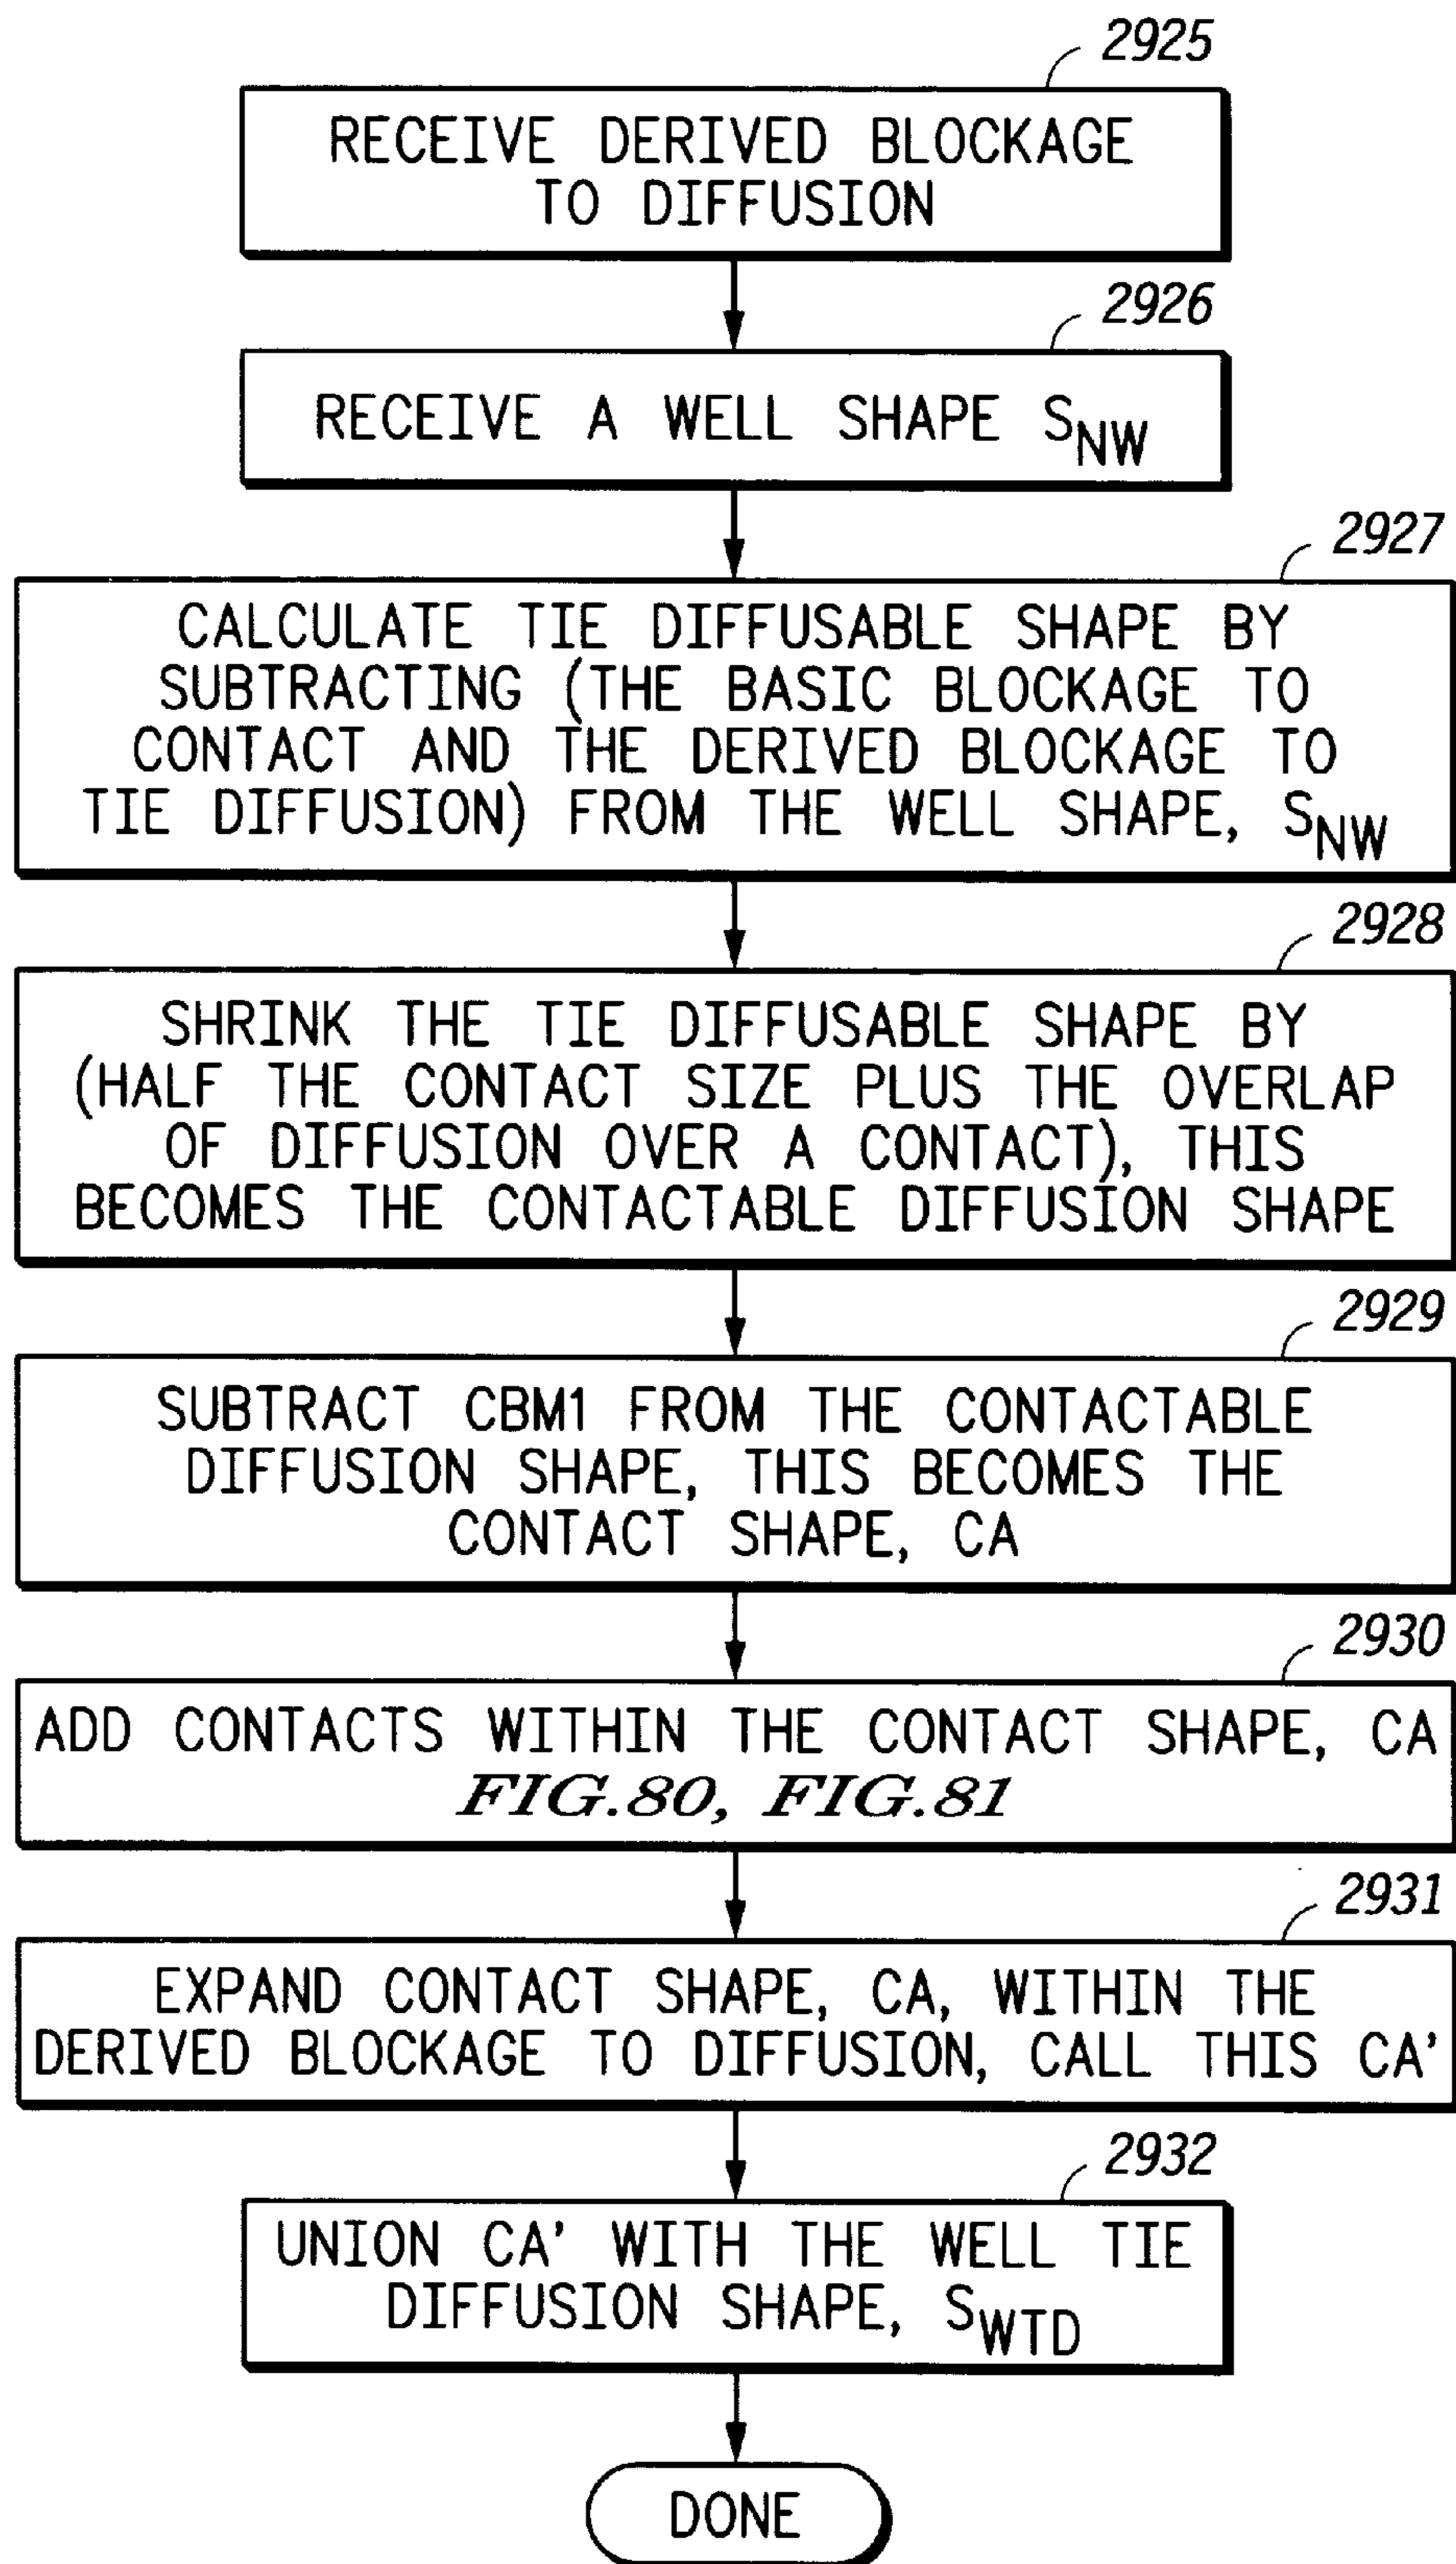 2925
RECEIVE DERIVED BLOCKAGE
TO DIFFUSION
2926
RECEIVE A WELL SHAPE SNW
2927
CALCULATE TIE DIFFUSABLE SHAPE BY
SUBTRACTING (THE BASIC BLOCKAGE TO
CONTACT AND THE DERIVED BLOCKAGE TO
TIE DIFFUSION) FROM THE WELL SHAPE, SNW
2928
SHRINK THE TIE DIFFUSABLE SHAPE BY
(HALF THE CONTACT SIZE PLUS THE OVERLAP
OF DIFFUSION OVER A CONTACT), THIS
BECOMES THE CONTACTABLE DIFFUSION SHAPE
2929
SUBTRACT CBM1 FROM THE CONTACTABLE
DIFFUSION SHAPE, THIS BECOMES THE
CONTACT SHAPE, CA
2930
ADD CONTACTS WITHIN THE CONTACT SHAPE, CA
FIG.80, FIG.81
2931
EXPAND CONTACT SHAPE, CA, WITHIN THE
DERIVED BLOCKAGE TO DIFFUSION, CALL THIS CA'
2932
UNION CA' WITH THE WELL TIE
DIFFUSION SHAPE, SWTD
DONE